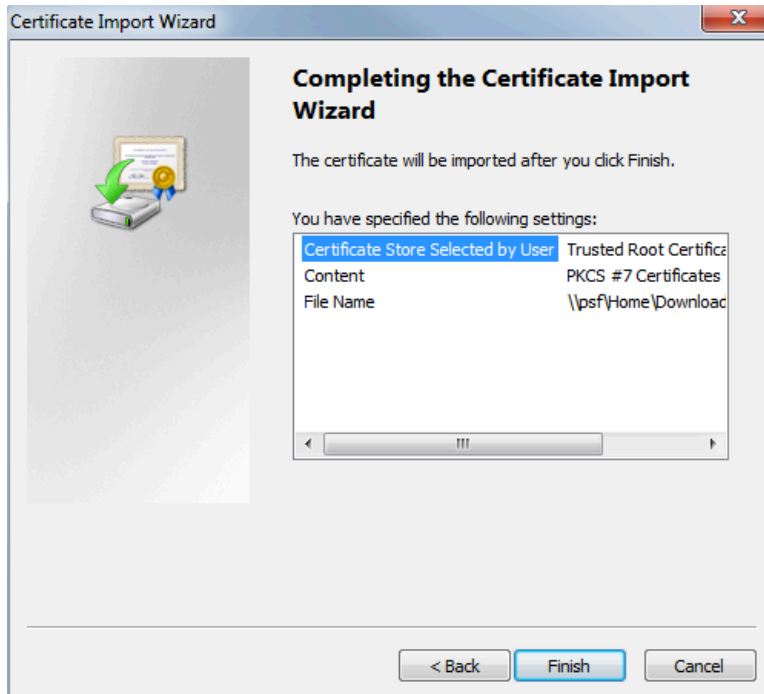 Certificate Import Wizard
Completing the Certificate Import
Wizard
The certificate will be imported after you click Finish.
You have specified the following settings:
Certificate Store Selected by User Trusted Root Certifica
Content PKCS #7 Certificates
File Name \\psf\Home\Download
< Back Finish Cancel